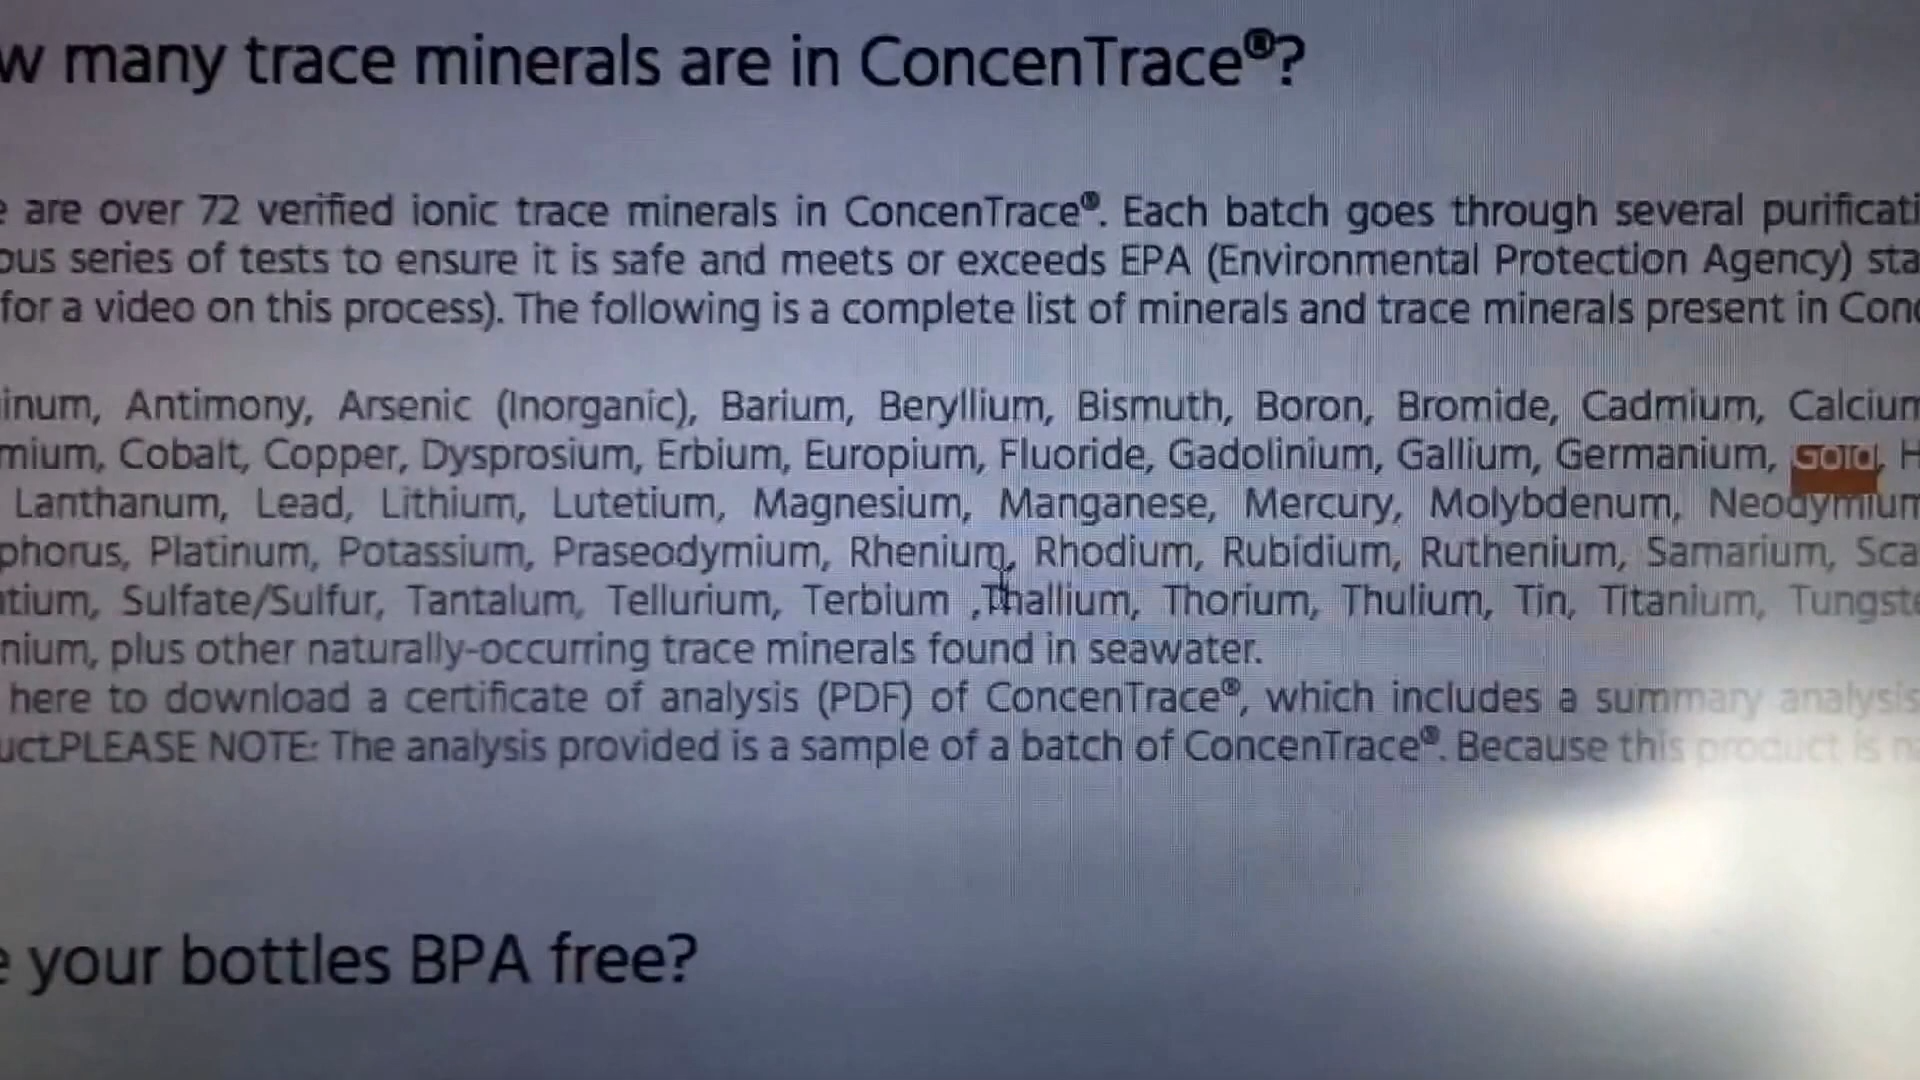 w many trace minerals are in ConcenTrace®?
e are over 72 verified ionic trace minerals in ConcenTrace®. Each batch goes through several purificati
ous series of tests to ensure it is safe and meets or exceeds EPA (Environmental Protection Agency) sta
for a video on this process). The following is a complete list of minerals and trace minerals present in Conc
inum, Antimony, Arsenic (Inorganic), Barium, Beryllium, Bismuth, Boron, Bromide, Cadmium, Calcium
mium, Cobalt, Copper, Dysprosium, Erbium, Europium, Fluoride, Gadolinium, Gallium, Germanium, Gold, H
Lanthanum, Lead, Lithium, Lutetium, Magnesium, Manganese, Mercury, Molybdenum, Neodymium
phorus, Platinum, Potassium, Praseodymium, Rhenium, Rhodium, Rubidium, Ruthenium, Samarium, Sca
tium, Sulfate/Sulfur, Tantalum, Tellurium, Terbium ,Thallium, Thorium, Thulium, Tin, Titanium, Tungste
nium, plus other naturally-occurring trace minerals found in seawater.
here to download a certificate of analysis (PDF) of ConcenTrace®, which includes a summary analysis
uct.PLEASE NOTE: The analysis provided is a sample of a batch of ConcenTrace®. Because this product is na
e your bottles BPA free?